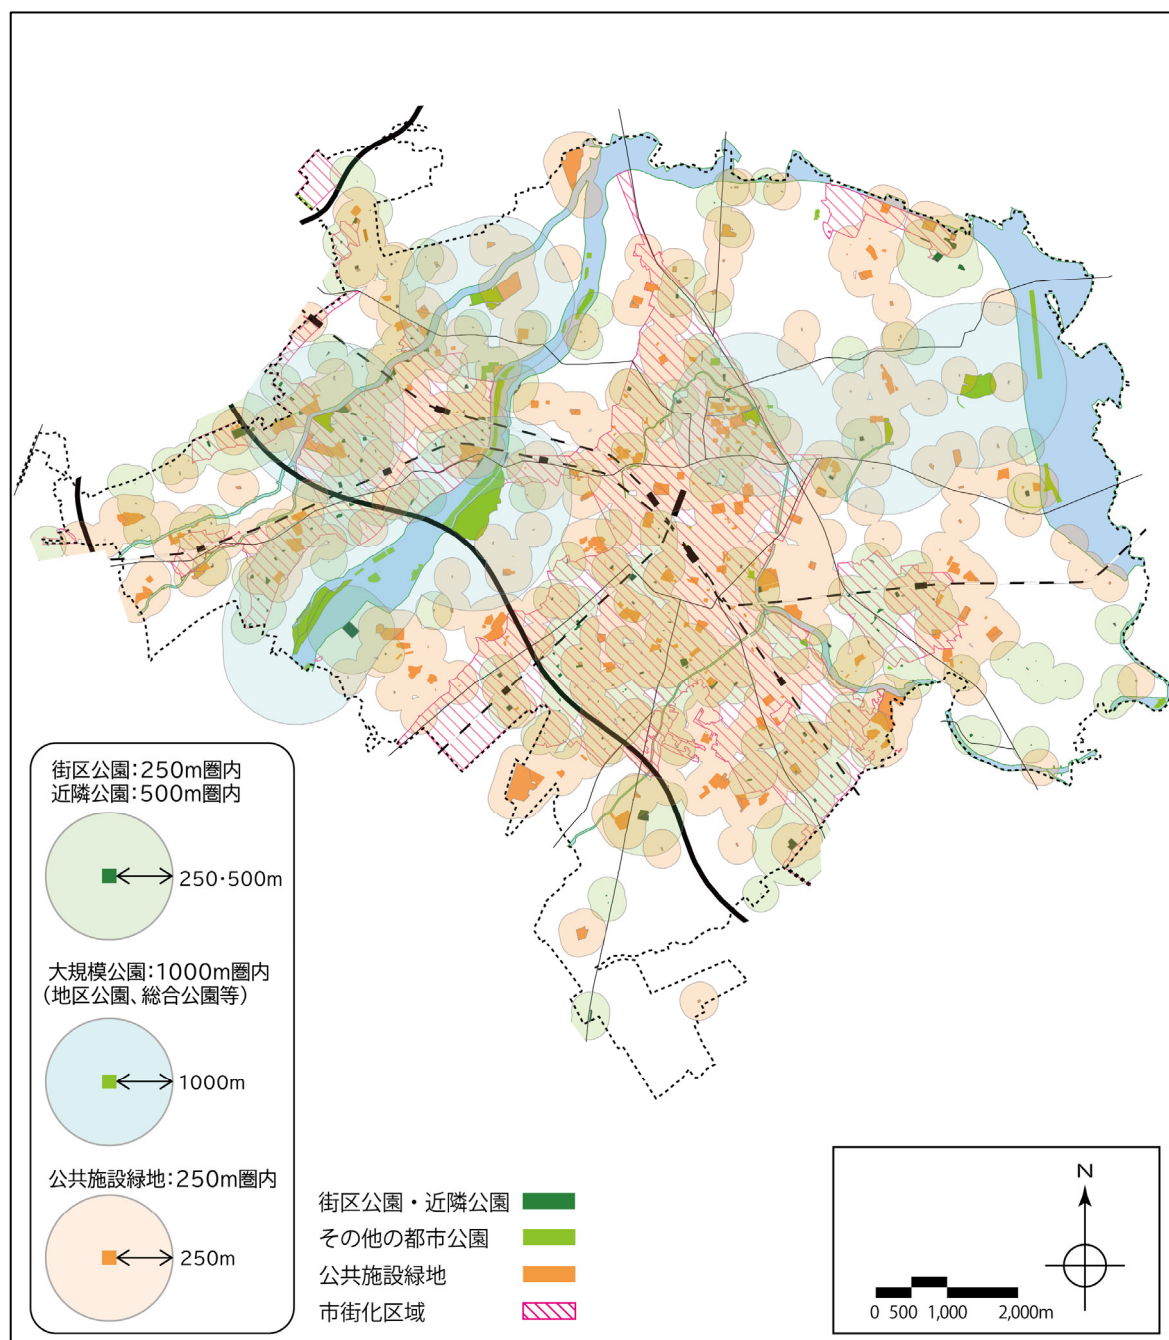 街区公園：250m圏内
近隣公園：500m圏内
250・500m
大規模公園：1000m圏内
（地区公園、総合公園等）
1000m
公共施設緑地：250m圏内
250m
街区公園・近隣公園
その他の都市公園
公共施設緑地
市街化区域
N
0 500 1,000 2,000m